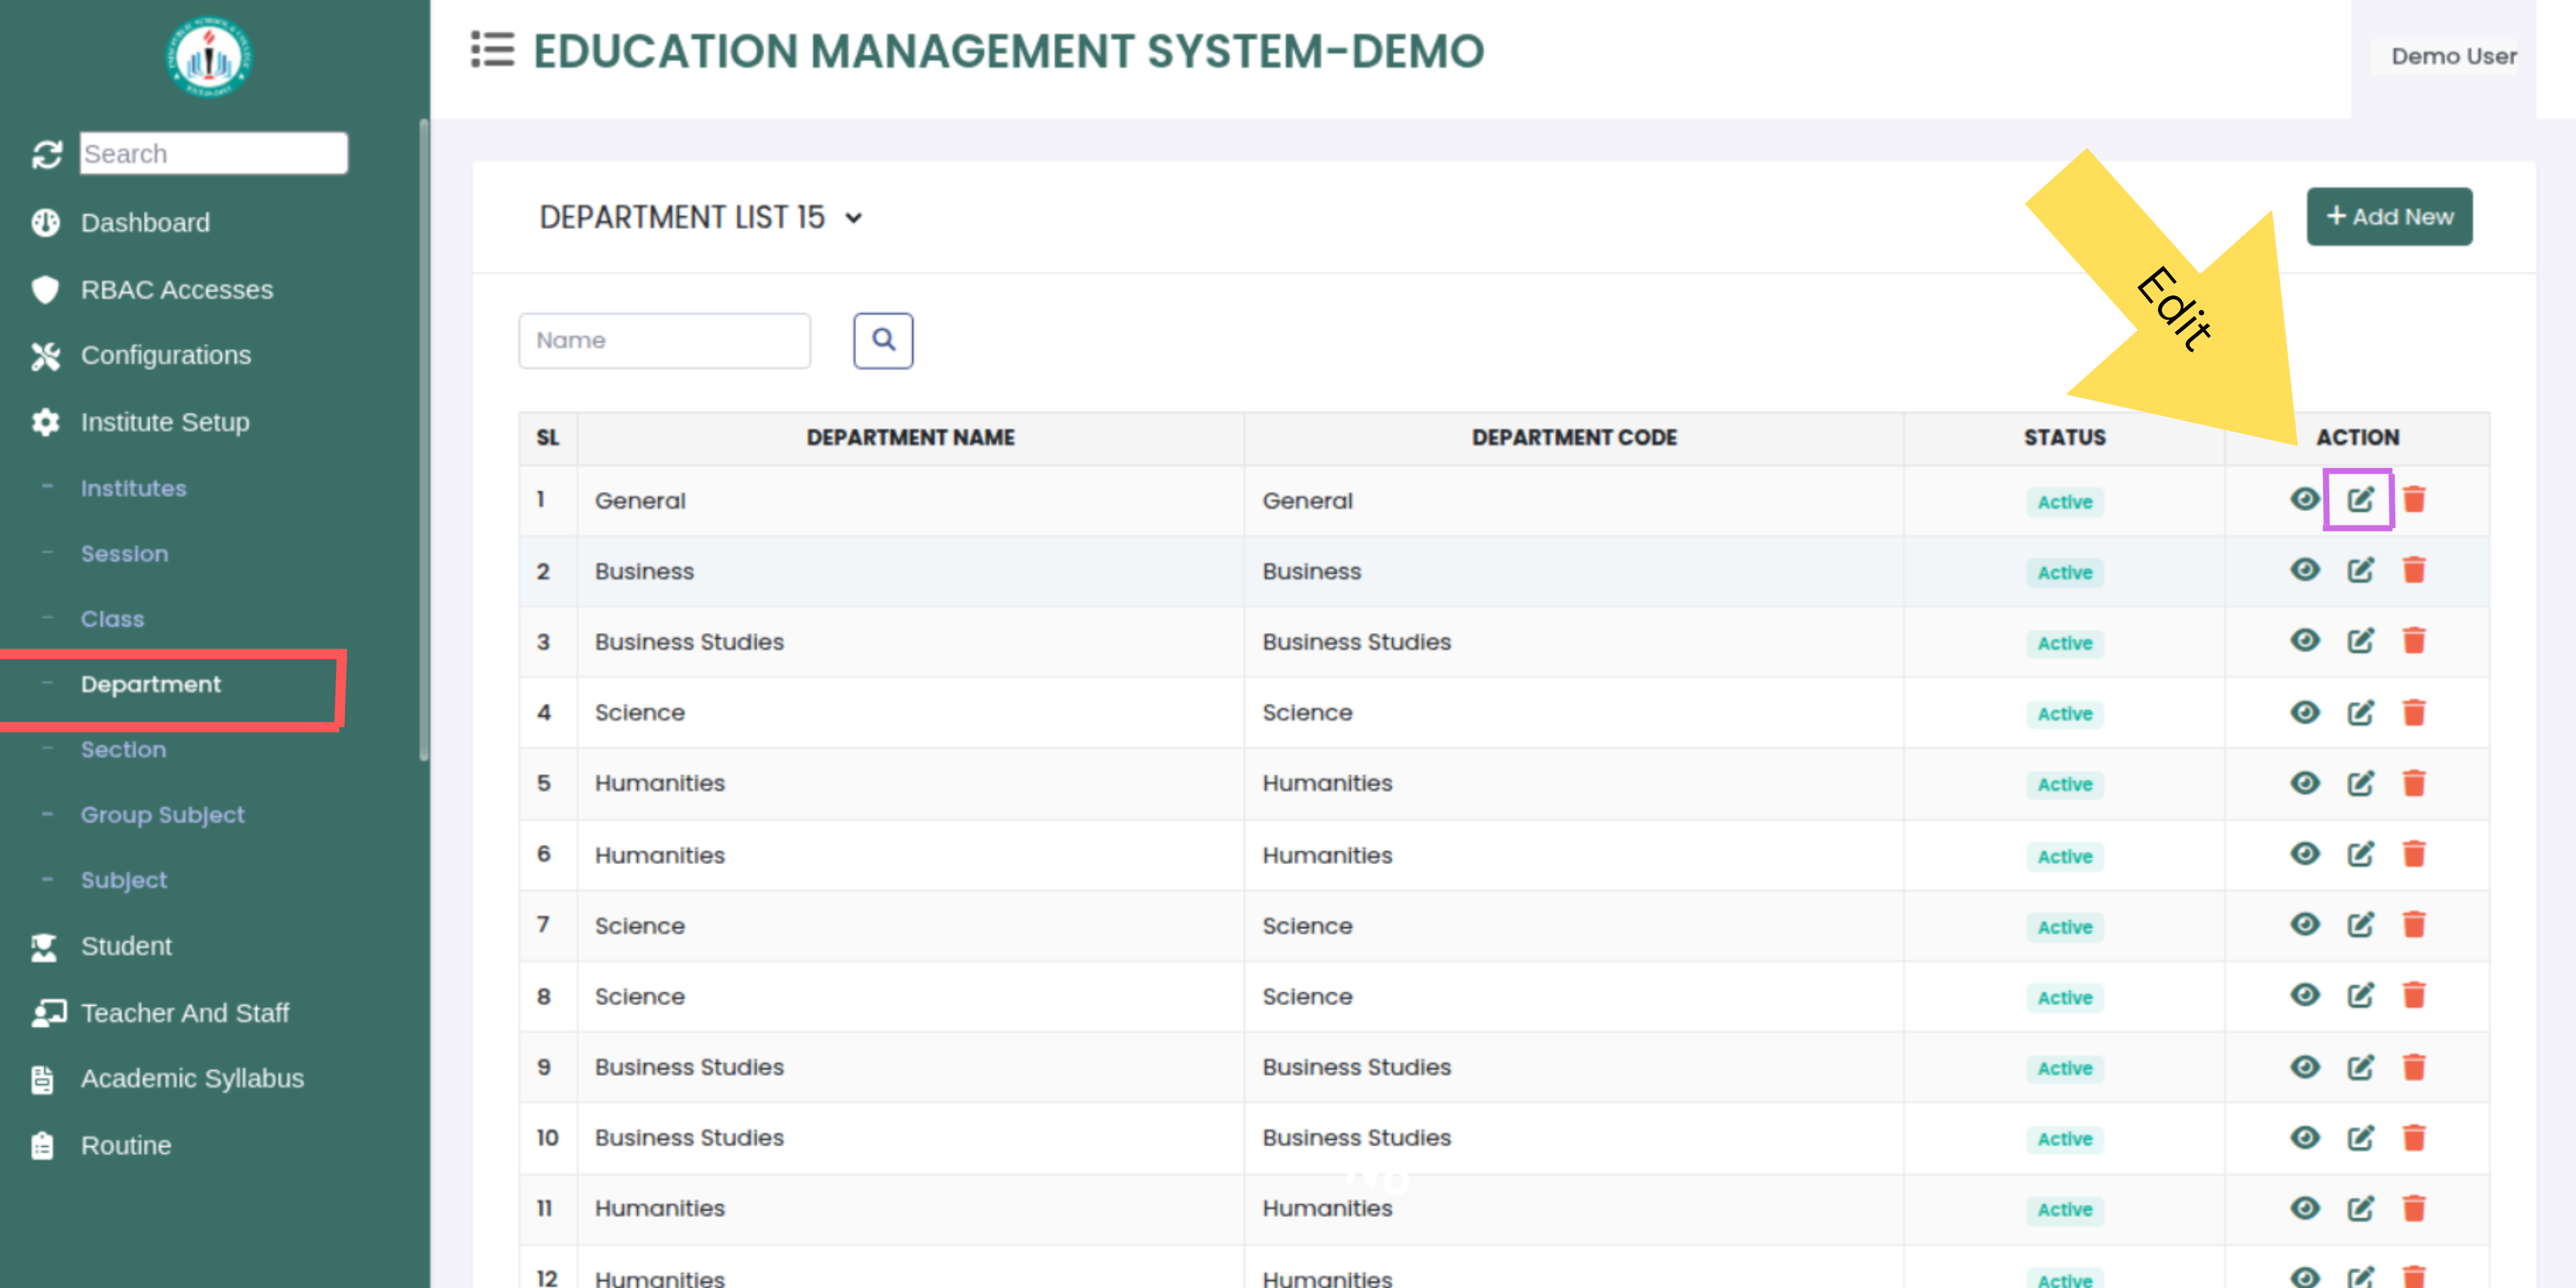 EDUCATION MANAGEMENT SYSTEM-DEMO
Demo User
Search
Dashboard
RBAC Accesses
Configurations
Institute Setup
- Institutes
- Session
- Class
- Department
- Section
- Group Subject
- Subject
Student
Teacher And Staff
Academic Syllabus
Routine
DEPARTMENT LIST 15
+ Add New
Edit
Name
SL DEPARTMENT NAME DEPARTMENT CODE STATUS ACTION
1 General General Active
2 Business Business Active
3 Business Studies Business Studies Active
4 Science Science Active
5 Humanities Humanities Active
6 Humanities Humanities Active
7 Science Science Active
8 Science Science Active
9 Business Studies Business Studies Active
10 Business Studies Business Studies Active
11 Humanities Humanities Active
12 Humanities Humanities Active